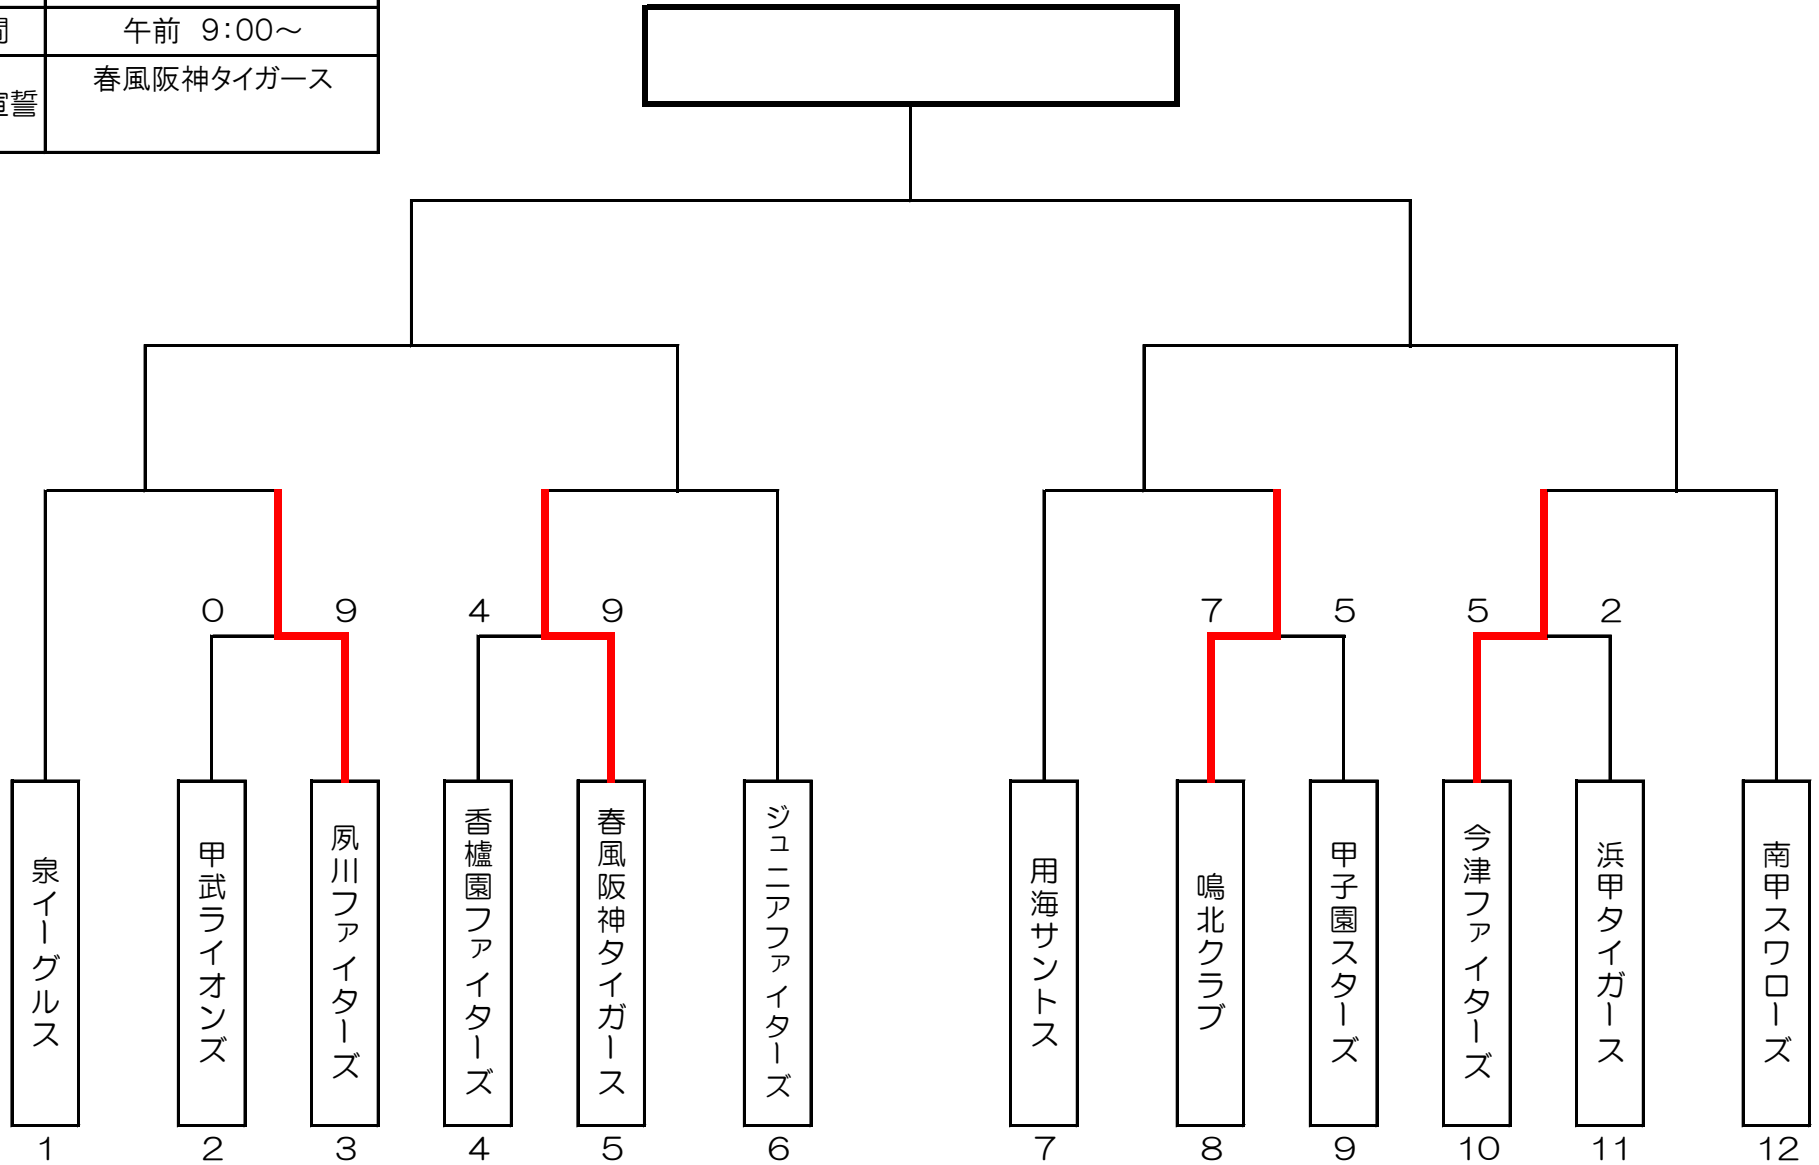 間
午前 9:00～
春風阪神タイガース
宣誓
0 9 4 9 7 5 5 2
泉イーグルス
甲武ライオンズ
夙川ファイターズ
香櫨園ファイターズ
春風阪神タイガース
ジュニアファイターズ
用海サントス
鳴北クラブ
甲子園スターズ
今津ファイターズ
浜甲タイガース
南甲スワローズ
1 2 3 4 5 6 7 8 9 10 11 12